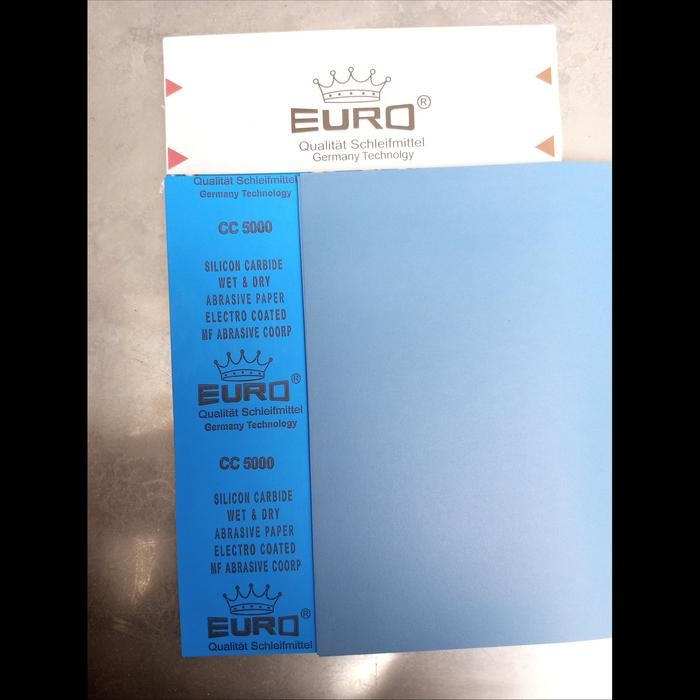 EURO®
Qualität Schleifmittel
Germany Technolgy
Qualität Schleifmittel
Germany Technology
CC 5000
SILICON CARBIDE
WET & DRY
ABRASIVE PAPER
ELECTRO COATED
MF ABRASIVE COORP
EURO®
Qualität Schleifmittel
Germany Technology
CC 5000
SILICON CARBIDE
WET & DRY
ABRASIVE PAPER
ELECTRO COATED
MF ABRASIVE COORP
EURO®
Qualität Schleifmittel